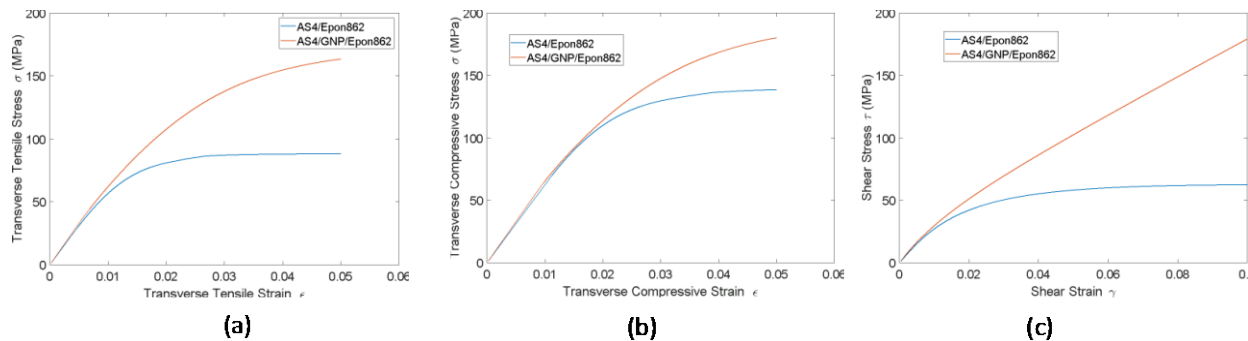 200
150
100
50
0
Transverse Tensile Stress σ (MPa)
AS4/Epon862
AS4/GNP/Epon862
0 0.01 0.02 0.03 0.04 0.05 0.06
Transverse Tensile Strain ϵ
(a)
200
150
100
50
0
Transverse Compressive Stress σ (MPa)
AS4/Epon862
AS4/GNP/Epon862
0 0.01 0.02 0.03 0.04 0.05 0.06
Transverse Compressive Strain ϵ
(b)
200
150
100
50
0
Shear Stress τ (MPa)
AS4/Epon862
AS4/GNP/Epon862
0 0.02 0.04 0.06 0.08
Shear Strain γ
(c)